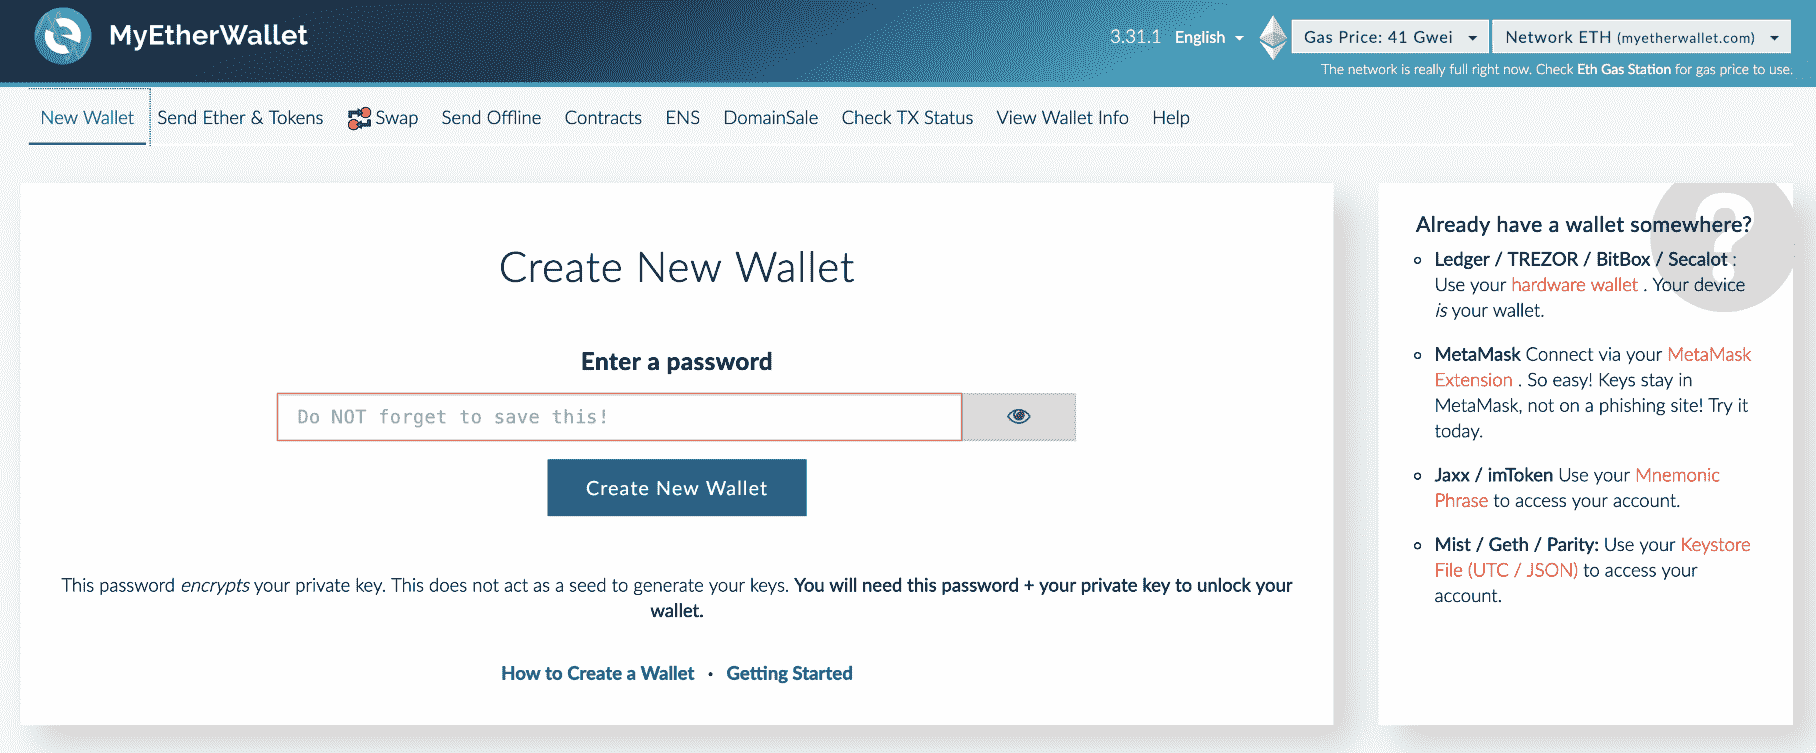 MyEtherWallet
3.31.1 English
Gas Price: 41 Gwei
Network ETH (myetherwallet.com)
The network is really full right now. Check Eth Gas Station for gas price to use.
New Wallet Send Ether & Tokens Swap Send Offline Contracts ENS DomainSale Check TX Status View Wallet Info Help
Create New Wallet
Enter a password
Do NOT forget to save this!
Create New Wallet
This password encrypts your private key. This does not act as a seed to generate your keys. You will need this password + your private key to unlock your
wallet.
How to Create a Wallet · Getting Started
?
Already have a wallet somewhere?
Ledger / TREZOR / BitBox / Secalot :
Use your hardware wallet . Your device
is your wallet.
MetaMask Connect via your MetaMask
Extension . So easy! Keys stay in
MetaMask, not on a phishing site! Try it
today.
Jaxx / imToken Use your Mnemonic
Phrase to access your account.
Mist / Geth / Parity: Use your Keystore
File (UTC / JSON) to access your
account.